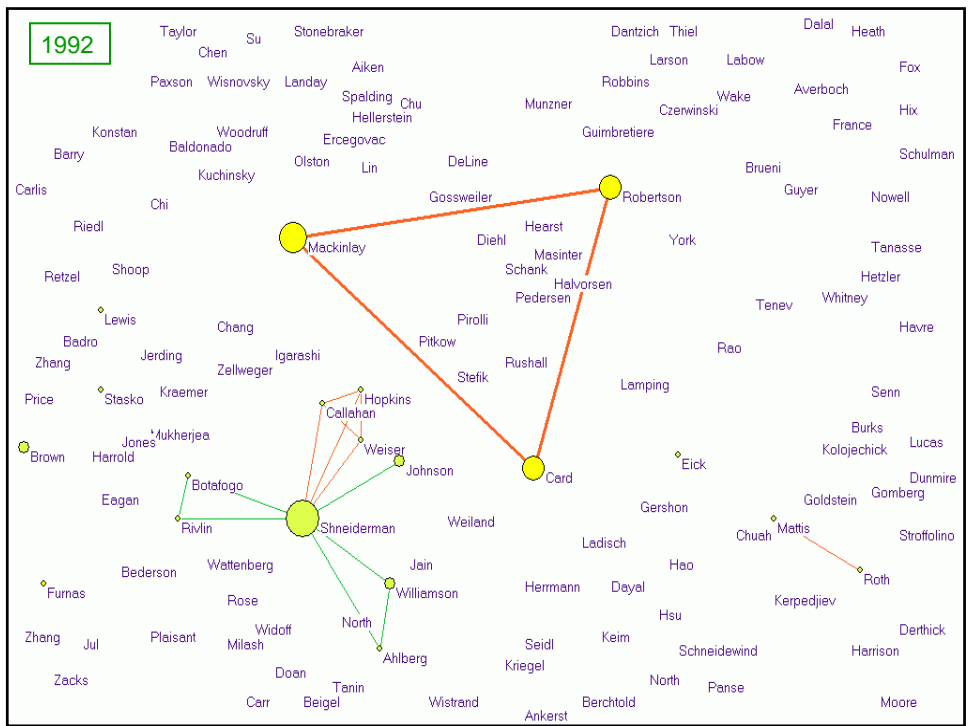 1992
Taylor
Su
Stonebraker
Dantzich
Thiel
Dalal
Heath
Chen
Aiken
Larson
Labow
Fox
Paxson
Wisnovsky
Landay
Robbins
Averboch
Spalding
Chu
Munzner
Wake
Czerwinski
Hix
Hellerstein
France
Konstan
Woodruff
Ercegovac
Guimbretiere
Barry
Baldonado
Olston
Lin
DeLine
Brueni
Schulman
Carlis
Kuchinsky
Guyer
Nowell
Chi
Gossweiler
Robertson
Riedl
Mackinlay
Diehl
Hearst
York
Tanasse
Masinter
Retzel
Shoop
Schank
Halvorsen
Hetzler
Pedersen
Whitney
Lewis
Tenev
Chang
Pirolli
Havre
Badro
Pitkow
Rao
Zhang
Jerding
Igarashi
Rushall
Zellweger
Stefik
Price
Stasko
Kraemer
Hopkins
Lamping
Senn
Callahan
Burks
Jones
Mukherjea
Weiser
Kolojechick
Lucas
Brown
Harrold
Johnson
Card
Eick
Dunmire
Botafogo
Goldstein
Gomberg
Eagan
Gershon
Rivlin
Shneiderman
Weiland
Mattis
Chuah
Stroffolino
Ladisch
Bederson
Wattenberg
Jain
Hao
Roth
Furnas
Williamson
Herrmann
Dayal
Kerpedjiev
Rose
North
Hsu
Zhang
Jul
Plaisant
Widoff
Milash
Seidl
Keim
Derthick
Ahlberg
Schneidewind
Harrison
Zacks
Doan
Tanin
Kriegel
North
Panse
Carr
Beigel
Wistrand
Ankerst
Berchtold
Moore